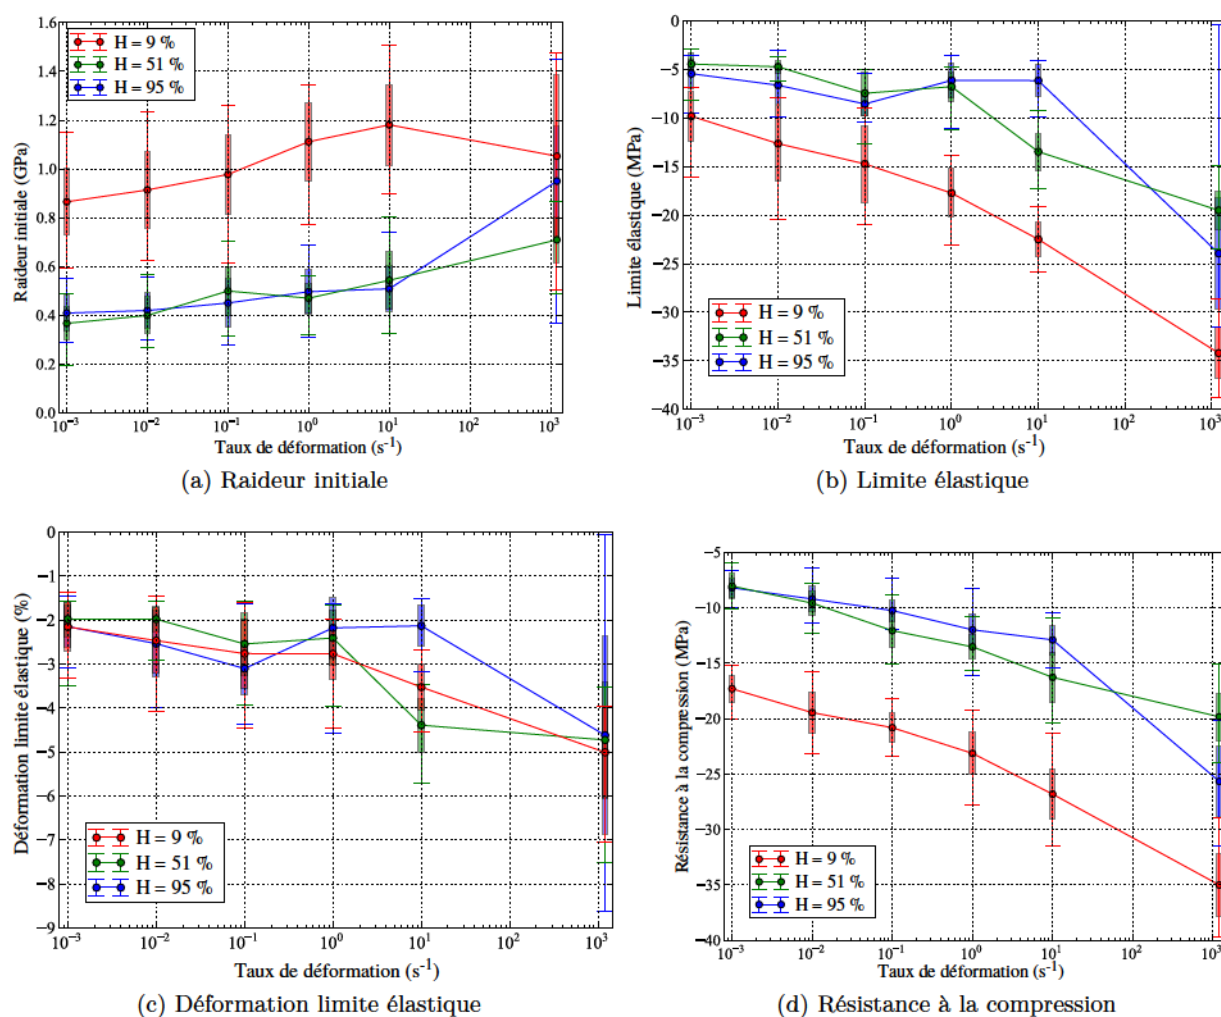 1.6
1.4
1.2
1.0
0.8
0.6
0.4
0.2
0.0
Raideur initiale (GPa)
H = 9 %
H = 51 %
H = 95 %
10⁻³ 10⁻² 10⁻¹ 10⁰ 10¹ 10² 10³
Taux de déformation (s⁻¹)
(a) Raideur initiale
0
−5
−10
−15
−20
−25
−30
−35
−40
Limite élastique (MPa)
H = 9 %
H = 51 %
H = 95 %
10⁻³ 10⁻² 10⁻¹ 10⁰ 10¹ 10² 10³
Taux de déformation (s⁻¹)
(b) Limite élastique
0
−1
−2
−3
−4
−5
−6
−7
−8
−9
Déformation limite élastique (%)
H = 9 %
H = 51 %
H = 95 %
10⁻³ 10⁻² 10⁻¹ 10⁰ 10¹ 10² 10³
Taux de déformation (s⁻¹)
(c) Déformation limite élastique
−5
−10
−15
−20
−25
−30
−35
−40
Résistance à la compression (MPa)
H = 9 %
H = 51 %
H = 95 %
10⁻³ 10⁻² 10⁻¹ 10⁰ 10¹ 10² 10³
Taux de déformation (s⁻¹)
(d) Résistance à la compression